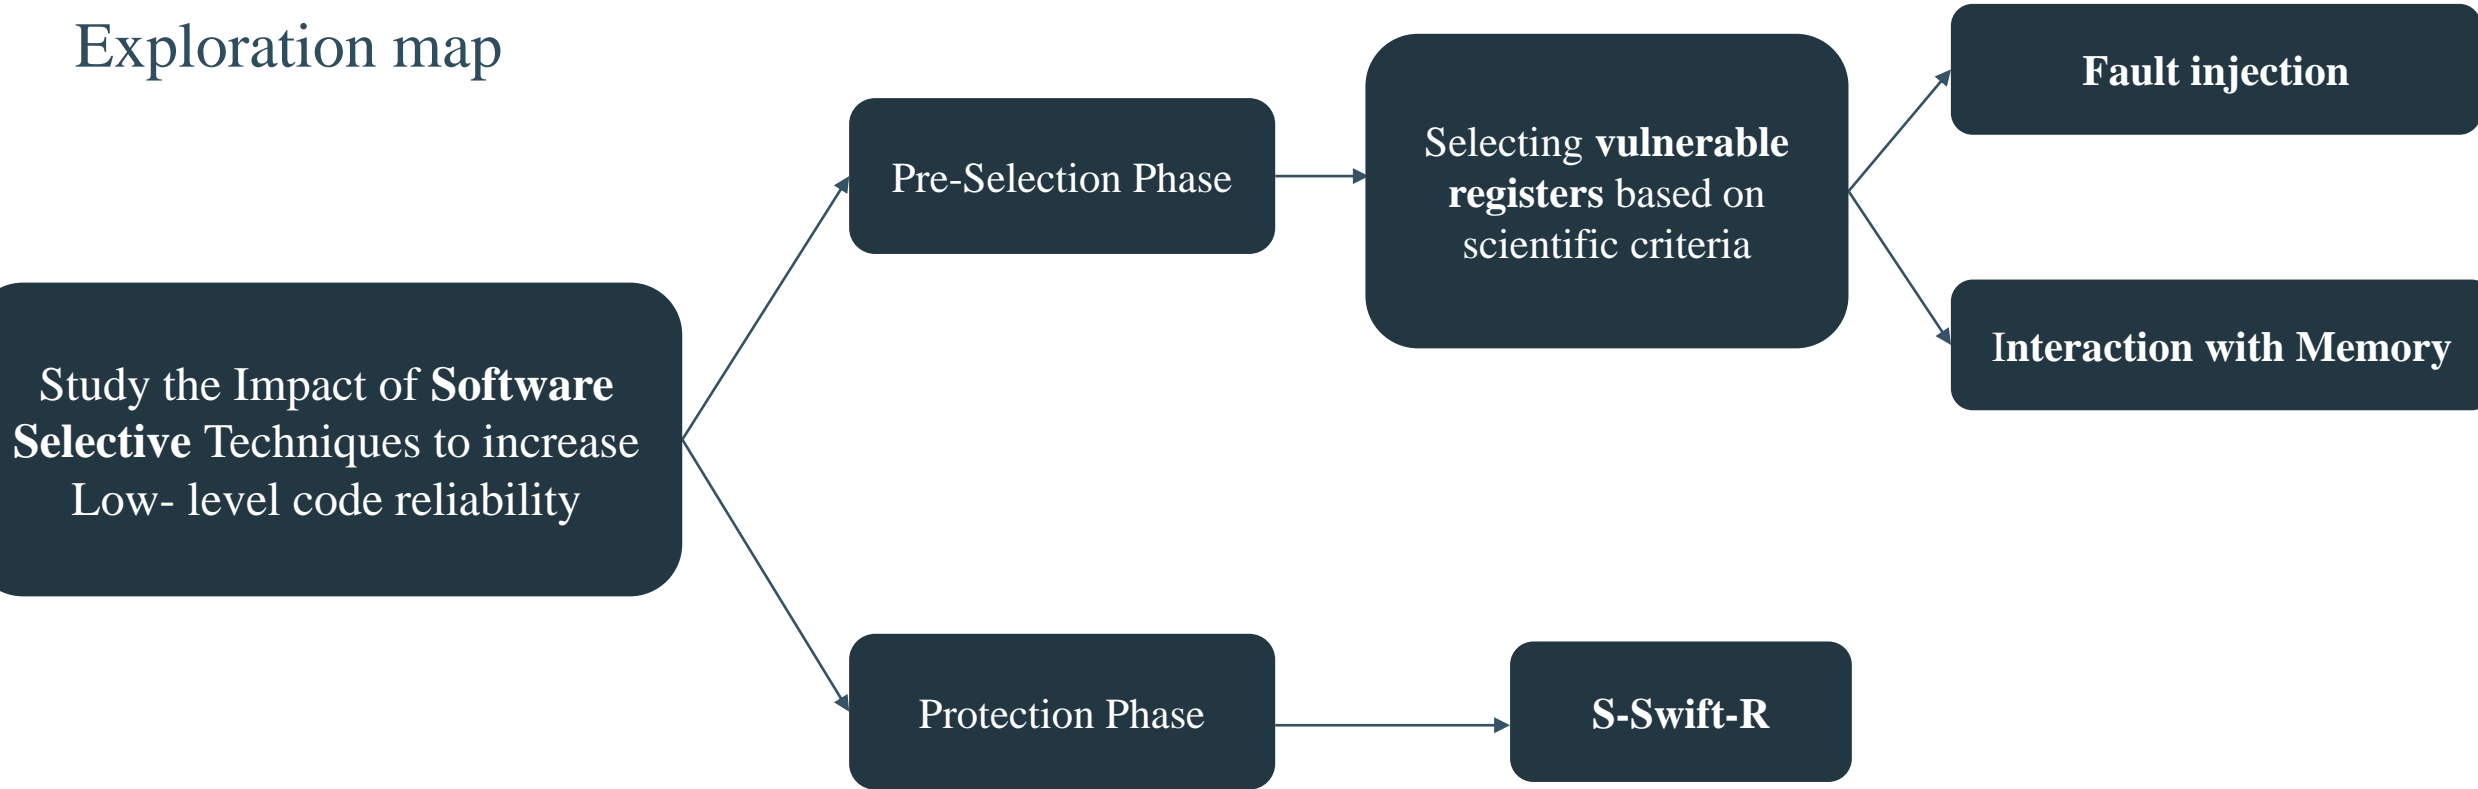 Exploration map
Study the Impact of Software
Selective Techniques to increase
Low- level code reliability
Pre-Selection Phase
Selecting vulnerable
registers based on
scientific criteria
Fault injection
Interaction with Memory
Protection Phase
S-Swift-R